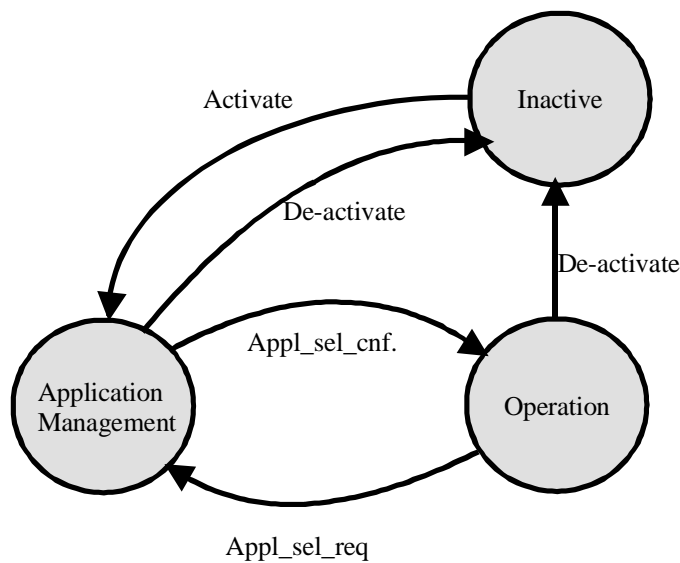 Activate
Inactive
De-activate
De-activate
Appl_sel_cnf.
Application
Management
Operation
Appl_sel_req